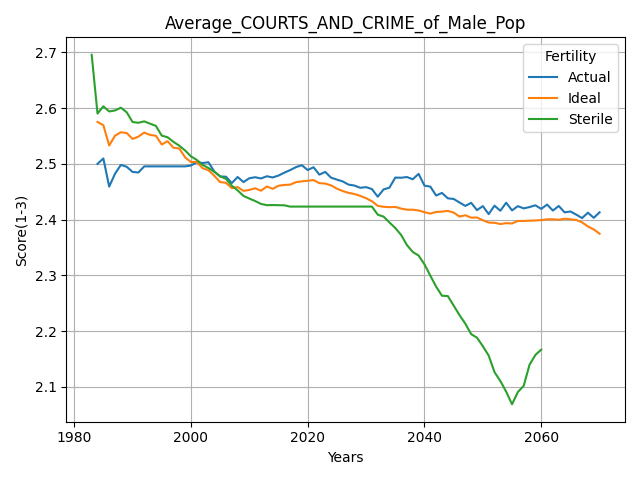 Average_COURTS_AND_CRIME_of_Male_Pop
Fertility
Actual
Ideal
Sterile
Score(1-3)
2.7
2.6
2.5
2.4
2.3
2.2
2.1
1980
2000
2020
2040
2060
Years